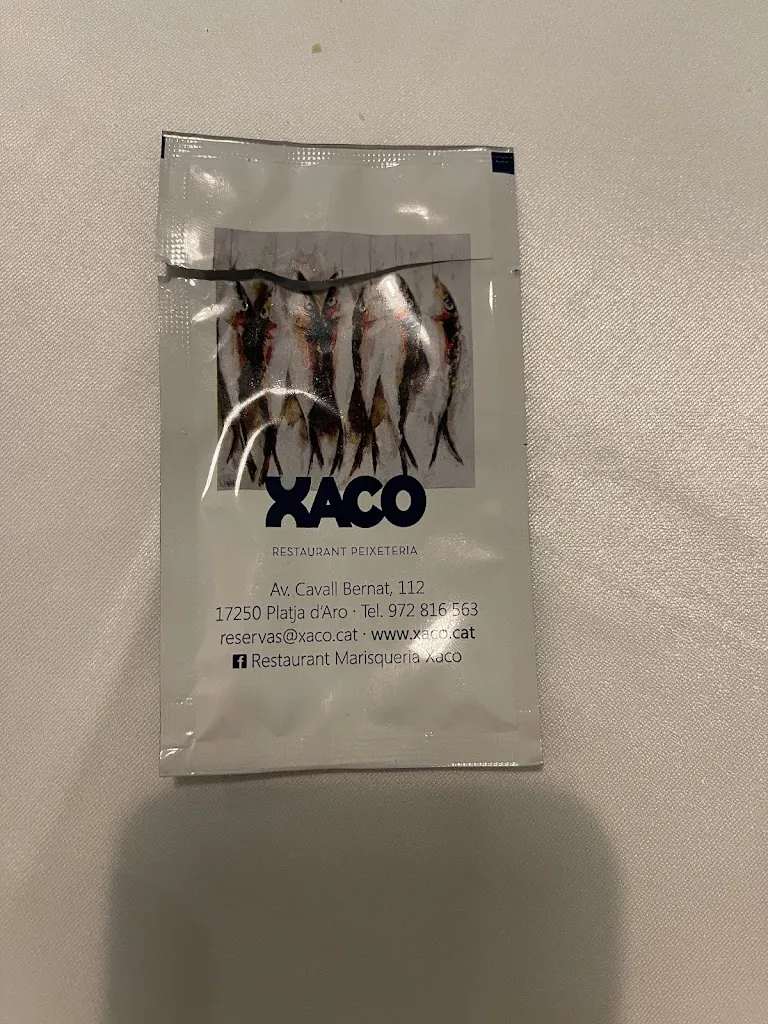 XACO
RESTAURANT PEIXETERIA
Av. Cavall Bernat, 112
17250 Platja d'Aro · Tel. 972 816 563
reservas@xaco.cat · www.xaco.cat
Restaurant Marisqueria Xaco